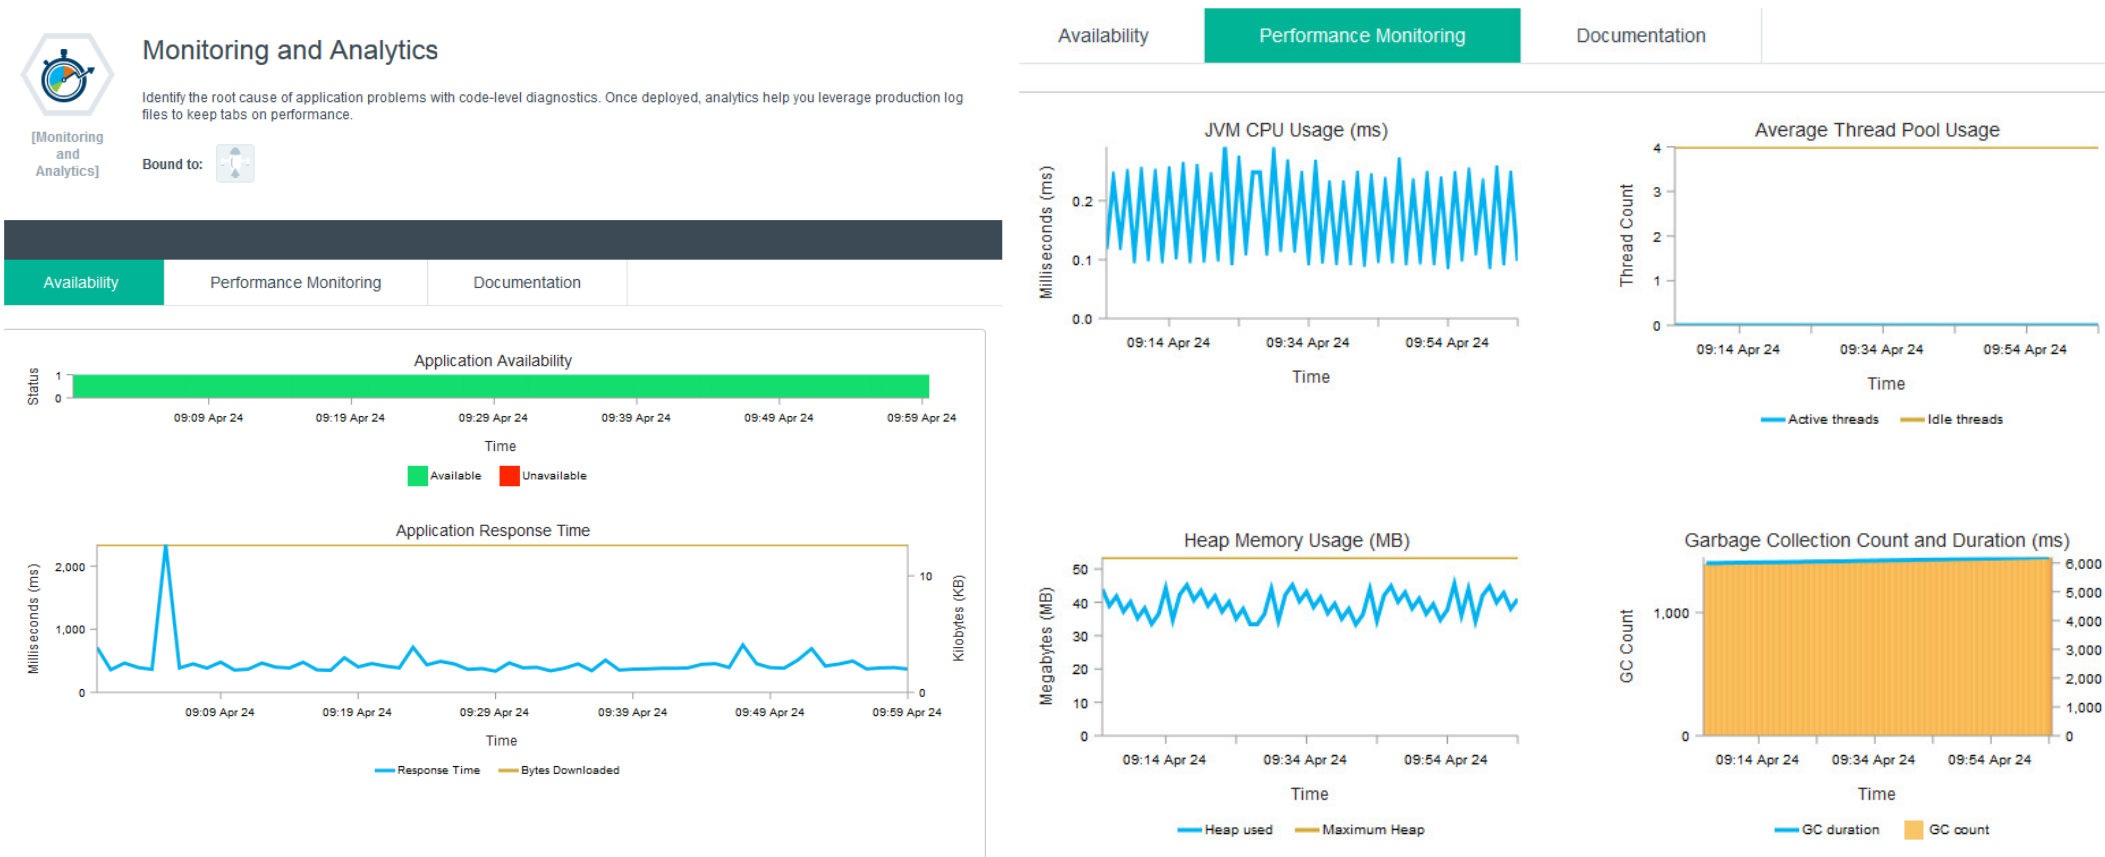 Monitoring and Analytics
Identify the root cause of application problems with code-level diagnostics. Once deployed, analytics help you leverage production log
files to keep tabs on performance.
[Monitoring
and
Analytics]
Bound to:
Availability
Performance Monitoring
Documentation
Application Availability
Status
1
0
09:09 Apr 24
09:19 Apr 24
09:29 Apr 24
09:39 Apr 24
09:49 Apr 24
09:59 Apr 24
Time
Available
Unavailable
Application Response Time
Milliseconds (ms)
2,000
1,000
0
10
0
Kilobytes (KB)
09:09 Apr 24
09:19 Apr 24
09:29 Apr 24
09:39 Apr 24
09:49 Apr 24
09:59 Apr 24
Time
Response Time
Bytes Downloaded
Availability
Performance Monitoring
Documentation
JVM CPU Usage (ms)
Milliseconds (ms)
0.2
0.1
0.0
09:14 Apr 24
09:34 Apr 24
09:54 Apr 24
Time
Average Thread Pool Usage
Thread Count
4
3
2
1
0
09:14 Apr 24
09:34 Apr 24
09:54 Apr 24
Time
Active threads
Idle threads
Heap Memory Usage (MB)
Megabytes (MB)
50
40
30
20
10
0
09:14 Apr 24
09:34 Apr 24
09:54 Apr 24
Time
Heap used
Maximum Heap
Garbage Collection Count and Duration (ms)
GC Count
1,000
0
6,000
5,000
4,000
3,000
2,000
1,000
0
09:14 Apr 24
09:34 Apr 24
09:54 Apr 24
Time
GC duration
GC count